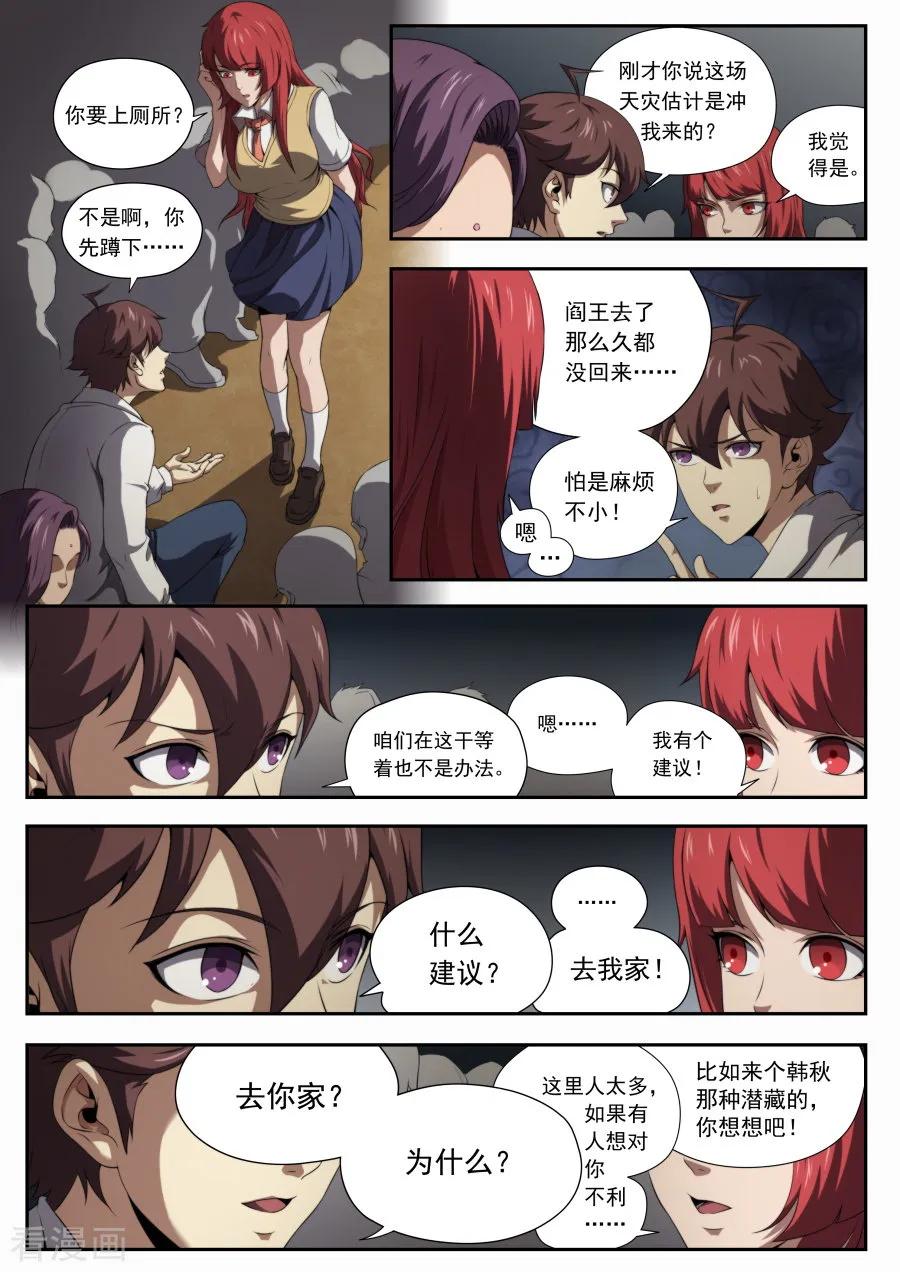 你要上厕所？
不是啊，你
先蹲下……
刚才你说这场
天灾估计是冲
我来的？
我觉
得是。
阎王去了
那么久都
没回来……
怕是麻烦
不小！
嗯
…
咱们在这干等
着也不是办法。
嗯……
我有个
建议！
什么
建议？
……
去我家！
去你家？
为什么？
这里人太多，
如果有
人想对
你
不利
……
比如来个韩秋
那种潜藏的，
你想想吧！
看漫画